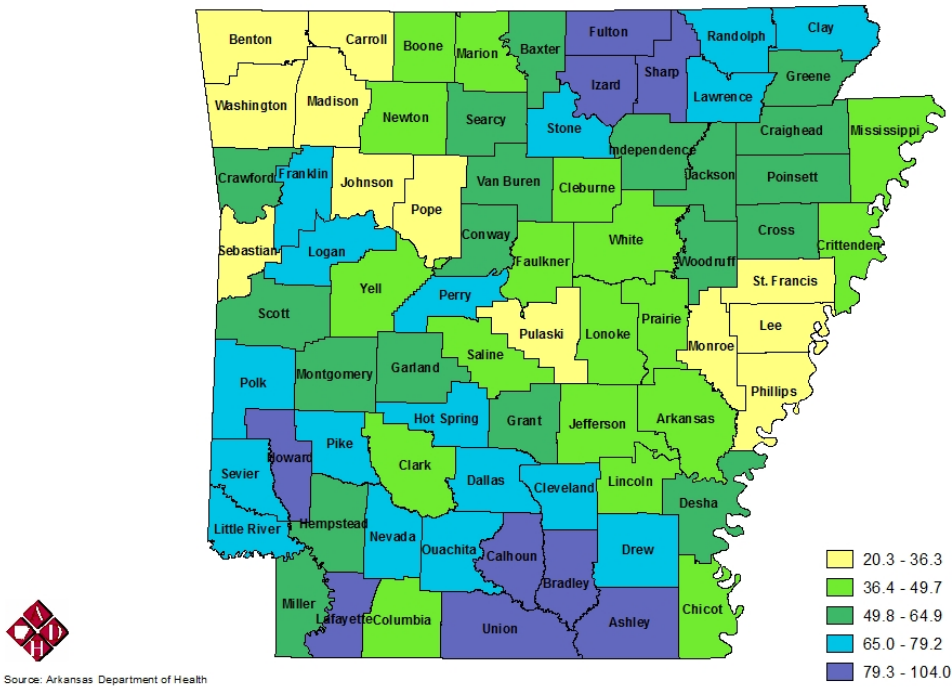 Benton
Carroll
Boone
Marion
Baxter
Fulton
Randolph
Clay
Washington
Madison
Newton
Searcy
Stone
Izard
Sharp
Lawrence
Greene
Craighead
Mississippi
Independence
Jackson
Poinsett
Crawford
Franklin
Johnson
Pope
Van Buren
Cleburne
Sebastian
Logan
Conway
Faulkner
White
Woodruff
Cross
Crittenden
Scott
Yell
Perry
Pulaski
Lonoke
Prairie
St. Francis
Monroe
Lee
Phillips
Polk
Montgomery
Garland
Saline
Hot Spring
Grant
Jefferson
Arkansas
Sevier
Howard
Pike
Clark
Dallas
Cleveland
Lincoln
Desha
Little River
Hempstead
Nevada
Ouachita
Calhoun
Bradley
Drew
Miller
Lafayette
Columbia
Union
Ashley
Chicot
20.3 - 36.3
36.4 - 49.7
49.8 - 64.9
65.0 - 79.2
79.3 - 104.0
A
D
H
Source: Arkansas Department of Health